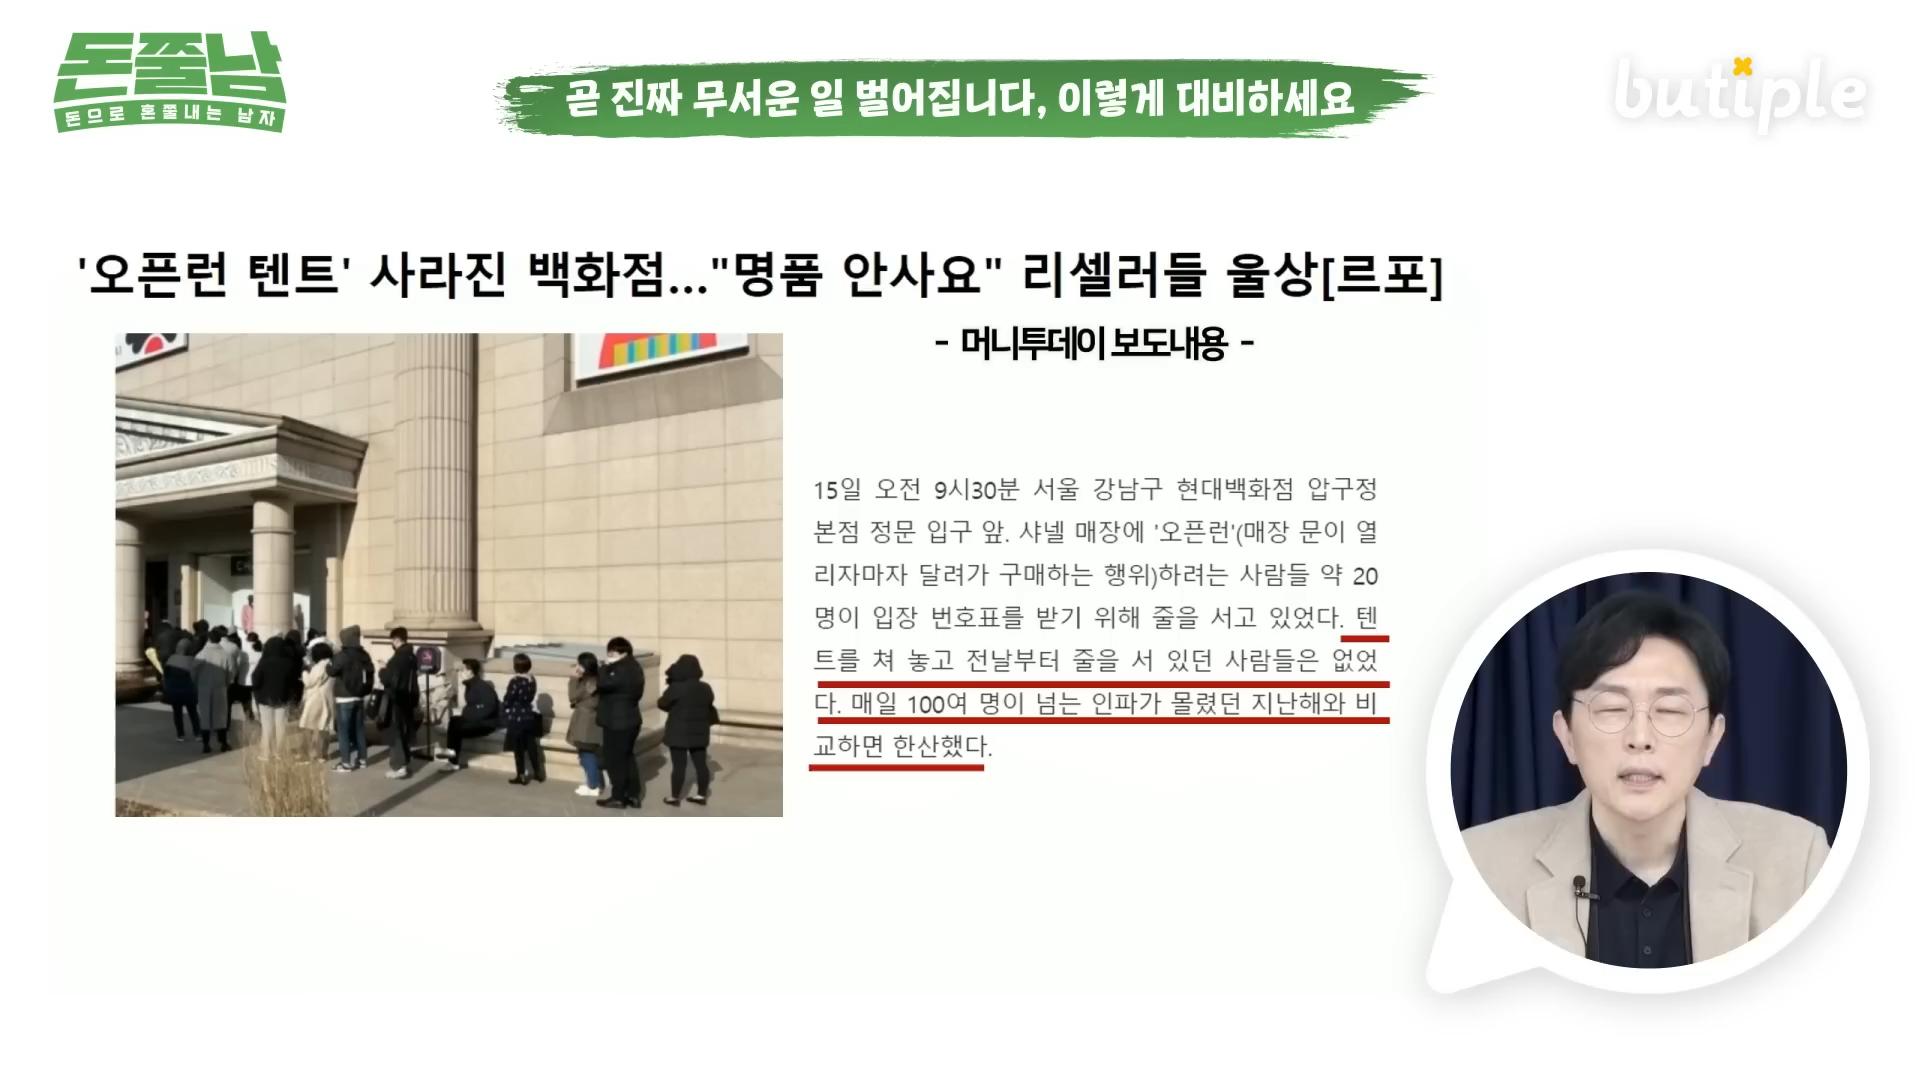 돈쭐남
돈으로 혼쭐내는 남자
곧 진짜 무서운 일 벌어집니다, 이렇게 대비하세요
butiple
'오픈런 텐트' 사라진 백화점..."명품 안사요" 리셀러들 울상[르포]
- 머니투데이 보도내용 -
15일 오전 9시30분 서울 강남구 현대백화점 압구정
본점 정문 입구 앞. 샤넬 매장에 '오픈런'(매장 문이 열
리자마자 달려가 구매하는 행위)하려는 사람들 약 20
명이 입장 번호표를 받기 위해 줄을 서고 있었다. 텐
트를 쳐 놓고 전날부터 줄을 서 있던 사람들은 없었
다. 매일 100여 명이 넘는 인파가 몰렸던 지난해와 비
교하면 한산했다.